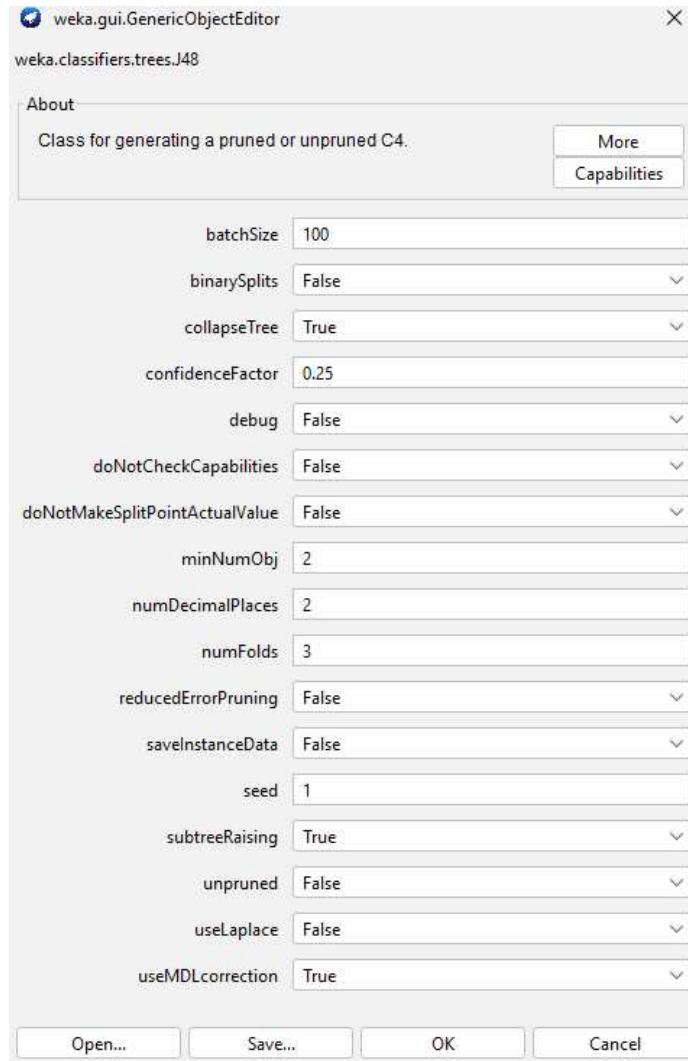 weka.gui.GenericObjectEditor
weka.classifiers.trees.J48
About
Class for generating a pruned or unpruned C4.
More
Capabilities
batchSize 100
binarySplits False
collapseTree True
confidenceFactor 0.25
debug False
doNotCheckCapabilities False
doNotMakeSplitPointActualValue False
minNumObj 2
numDecimalPlaces 2
numFolds 3
reducedErrorPruning False
saveInstanceData False
seed 1
subtreeRaising True
unpruned False
useLaplace False
useMDLcorrection True
Open... Save... OK Cancel